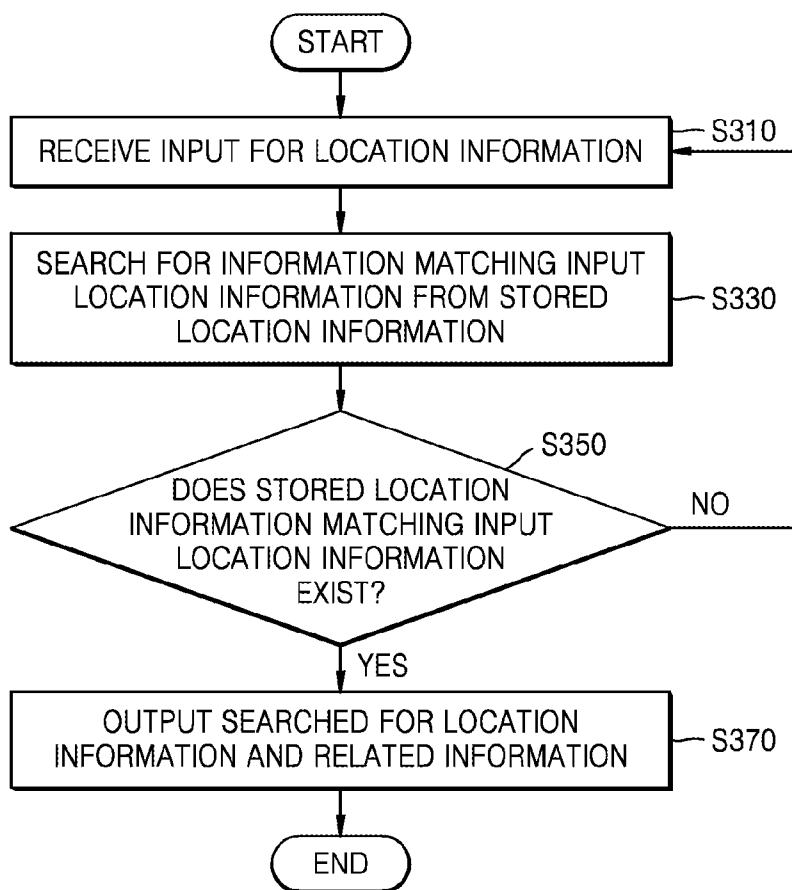 START
S310
RECEIVE INPUT FOR LOCATION INFORMATION
SEARCH FOR INFORMATION MATCHING INPUT
LOCATION INFORMATION FROM STORED
LOCATION INFORMATION
S330
S350
DOES STORED LOCATION
INFORMATION MATCHING INPUT
LOCATION INFORMATION
EXIST?
NO
YES
OUTPUT SEARCHED FOR LOCATION
INFORMATION AND RELATED INFORMATION
S370
END